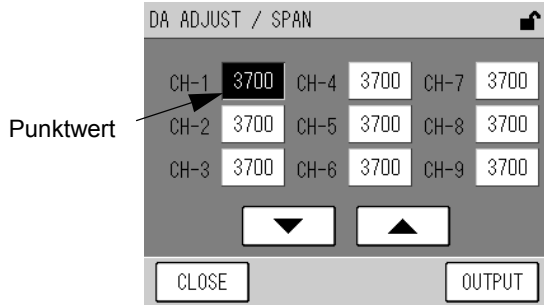 DA ADJUST / SPAN
CH-1 3700 CH-4 3700 CH-7 3700
Punktwert
CH-2 3700 CH-5 3700 CH-8 3700
CH-3 3700 CH-6 3700 CH-9 3700
CLOSE OUTPUT